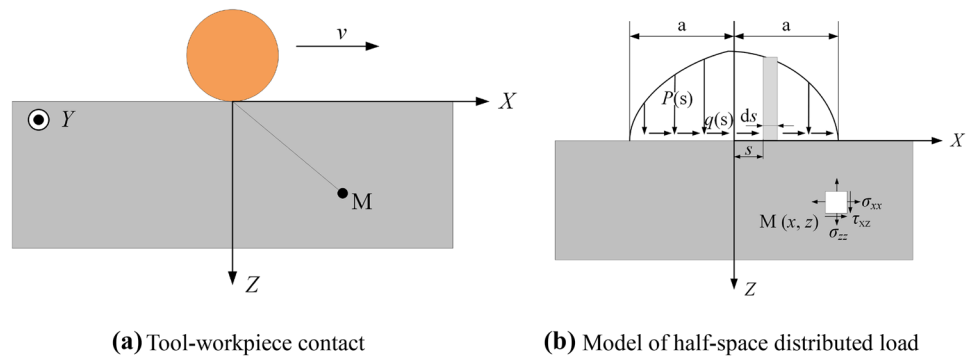 v
X
Y
M
Z
(a) Tool-workpiece contact
a a
P(s)
q(s) ds
X
s
σxx
M (x, z) τxz
σzz
Z
(b) Model of half-space distributed load